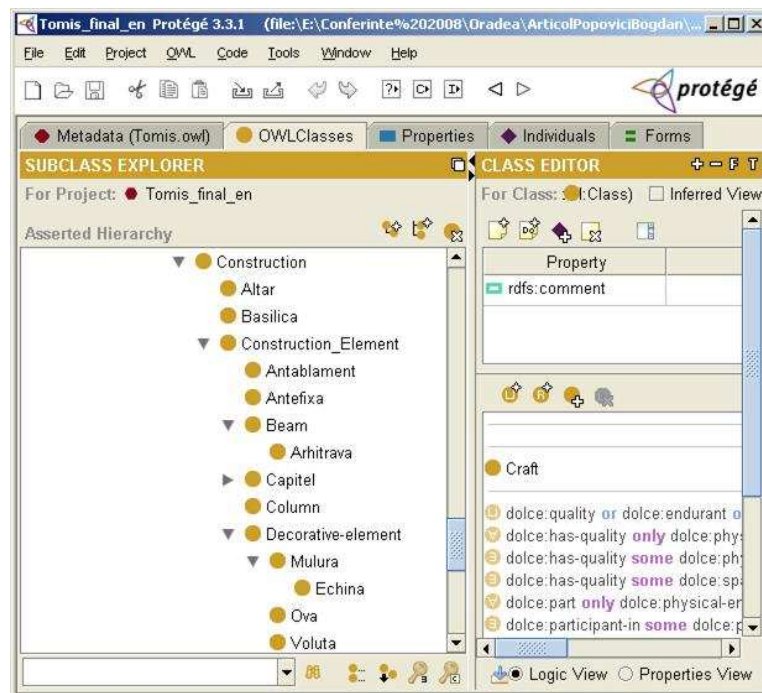 Tomis_final_en Protégé 3.3.1 (file:\E:\Conferinte%202008\Oradea\ArticolPopoviciBogdan\...
File Edit Project OWL Code Tools Window Help
protégé
Metadata (Tomis.owl) OWLClasses Properties Individuals Forms
SUBCLASS EXPLORER
For Project: Tomis_final_en
Asserted Hierarchy
Construction
Altar
Basilica
Construction_Element
Antablament
Antefixa
Beam
Arhitrava
Capitel
Column
Decorative-element
Mulura
Echina
Ova
Voluta
CLASS EDITOR
For Class: :Class) Inferred View
Property
rdfs:comment
Craft
dolce:quality or dolce:endurant o
dolce:has-quality only dolce:phys
dolce:has-quality some dolce:ph
dolce:has-quality some dolce:spa
dolce:part only dolce:physical-er
dolce:participant-in some dolce:p
Logic View Properties View